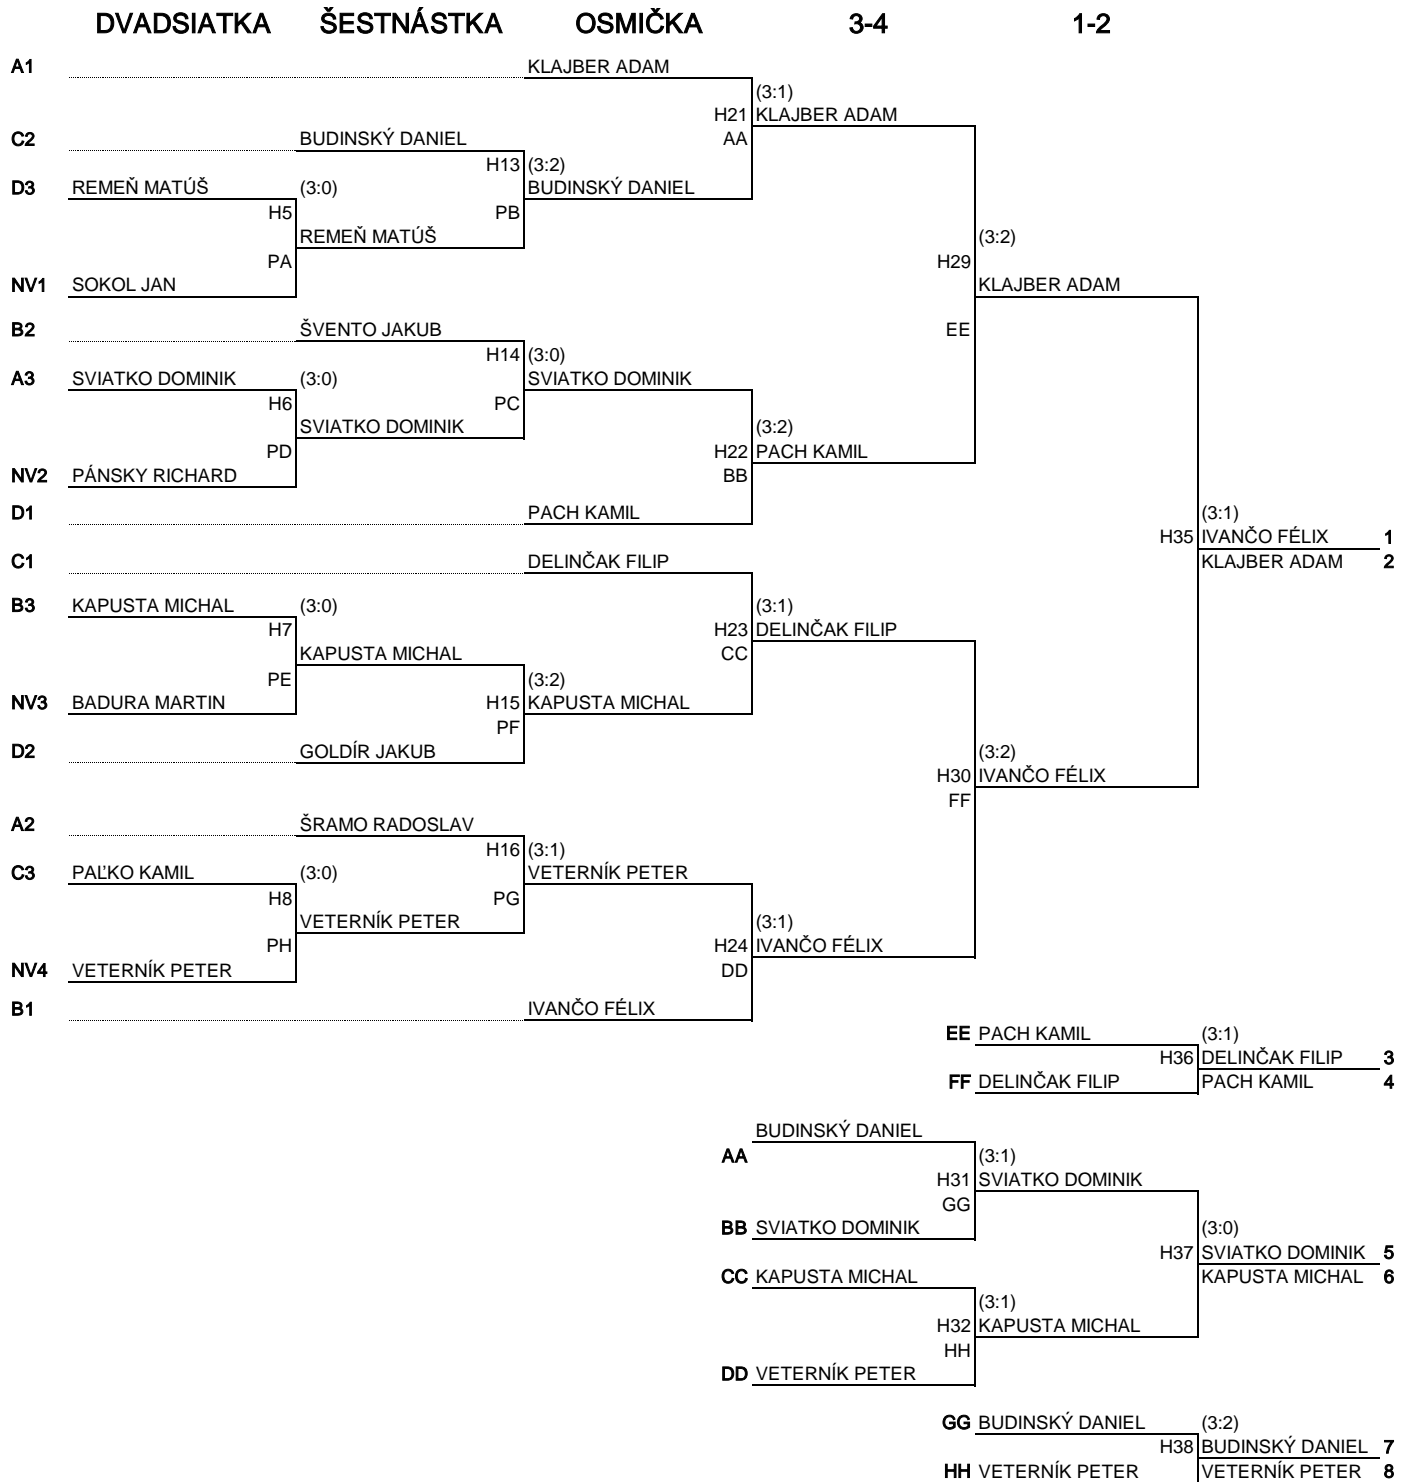 DVADSIATKA ŠESTNÁSTKA OSMIČKA 3-4 1-2
A1 KLAJBER ADAM
(3:1)
H21 KLAJBER ADAM
C2 BUDINSKÝ DANIEL AA
H13 (3:2)
D3 REMEŇ MATÚŠ (3:0) BUDINSKÝ DANIEL
H5 PB
REMEŇ MATÚŠ (3:2)
PA H29
NV1 SOKOL JAN KLAJBER ADAM
B2 ŠVENTO JAKUB EE
H14 (3:0)
A3 SVIATKO DOMINIK (3:0) SVIATKO DOMINIK
H6 PC
SVIATKO DOMINIK (3:2)
PD H22 PACH KAMIL
NV2 PÁNSKY RICHARD BB
D1 PACH KAMIL (3:1)
H35 IVANČO FÉLIX 1
C1 DELINČAK FILIP KLAJBER ADAM 2
B3 KAPUSTA MICHAL (3:0) (3:1)
H7 H23 DELINČAK FILIP
KAPUSTA MICHAL CC
PE (3:2)
NV3 BADURA MARTIN H15 KAPUSTA MICHAL
PF
D2 GOLDÍR JAKUB (3:2)
H30 IVANČO FÉLIX
FF
A2 ŠRAMO RADOSLAV
H16 (3:1)
C3 PAĽKO KAMIL (3:0) VETERNÍK PETER
H8 PG
VETERNÍK PETER (3:1)
PH H24 IVANČO FÉLIX
NV4 VETERNÍK PETER DD
B1 IVANČO FÉLIX
EE PACH KAMIL (3:1)
H36 DELINČAK FILIP 3
FF DELINČAK FILIP PACH KAMIL 4
BUDINSKÝ DANIEL
AA (3:1)
H31 SVIATKO DOMINIK
GG
BB SVIATKO DOMINIK (3:0)
H37 SVIATKO DOMINIK 5
CC KAPUSTA MICHAL KAPUSTA MICHAL 6
(3:1)
H32 KAPUSTA MICHAL
HH
DD VETERNÍK PETER
GG BUDINSKÝ DANIEL (3:2)
H38 BUDINSKÝ DANIEL 7
HH VETERNÍK PETER VETERNÍK PETER 8